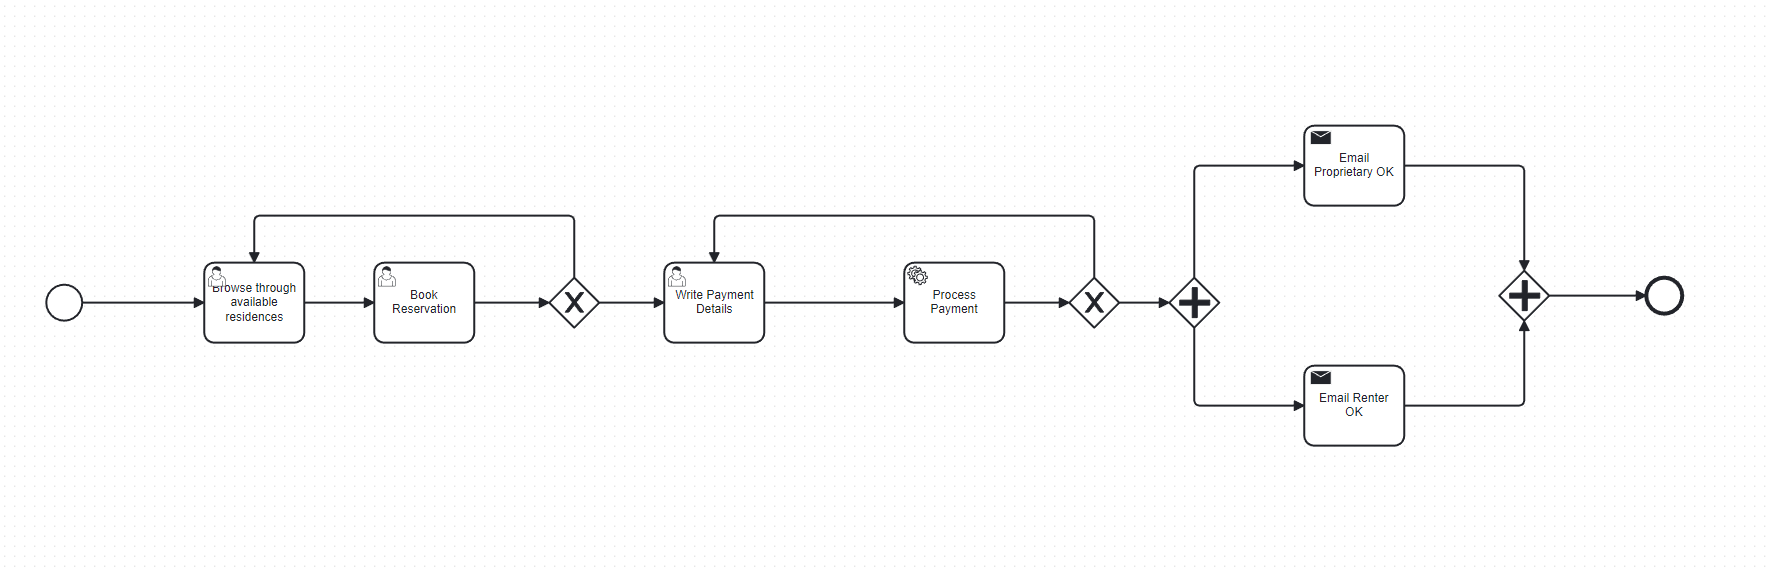 Browse through
available
residences
Book
Reservation
Write Payment
Details
Process
Payment
Email
Proprietary OK
Email Renter
OK